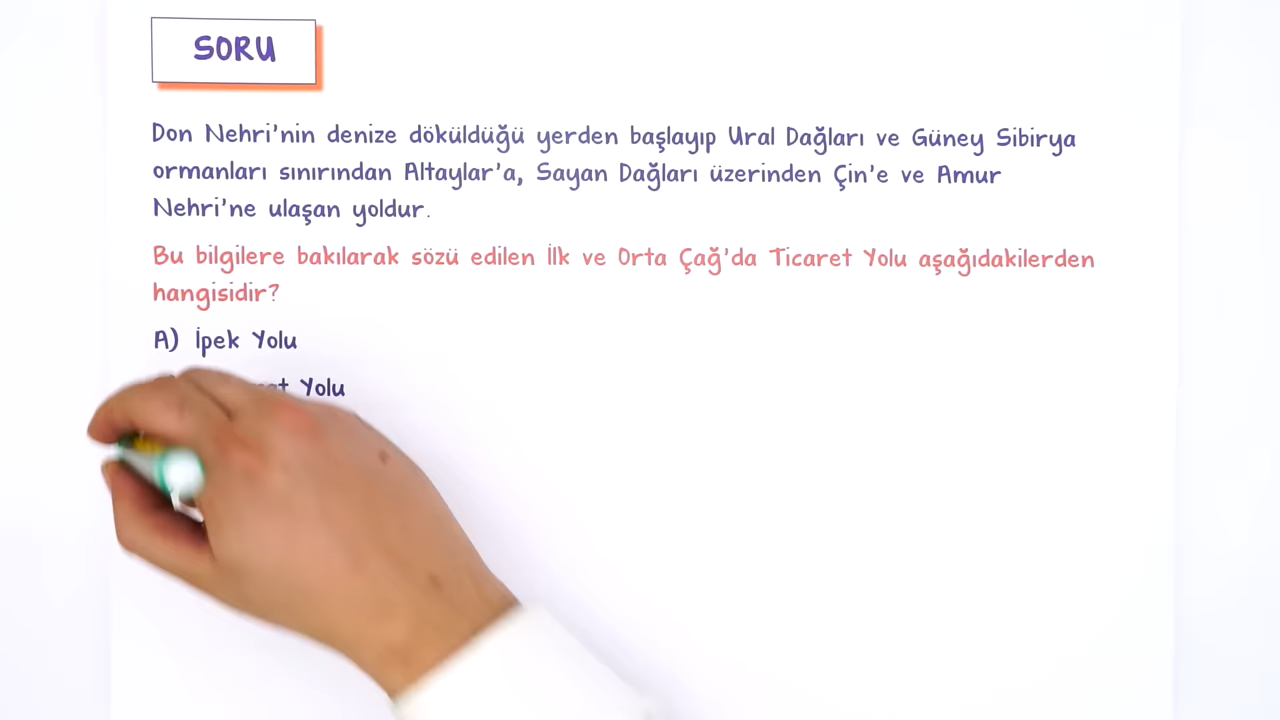 SORU
Don Nehri'nin denize döküldüğü yerden başlayıp Ural Dağları ve Güney Sibirya
ormanları sınırından Altaylar'a, Sayan Dağları üzerinden Çin'e ve Amur
Nehri'ne ulaşan yoldur.
Bu bilgilere bakılarak sözü edilen İlk ve Orta Çağ'da Ticaret Yolu aşağıdakilerden
hangisidir?
A) İpek Yolu
Yolu